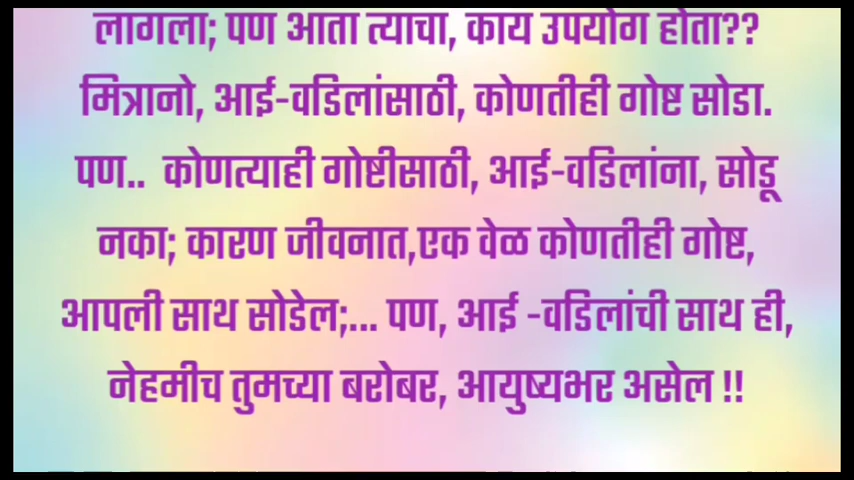 लागला; पण आता त्याचा, काय उपयोग होता??
मित्रानो, आई-वडिलांसाठी, कोणतीही गोष्ट सोडा.
पण.. कोणत्याही गोष्टीसाठी, आई-वडिलांना, सोडू
नका; कारण जीवनात,एक वेळ कोणतीही गोष्ट,
आपली साथ सोडेल;... पण, आई -वडिलांची साथ ही,
नेहमीच तुमच्या बरोबर, आयुष्यभर असेल !!